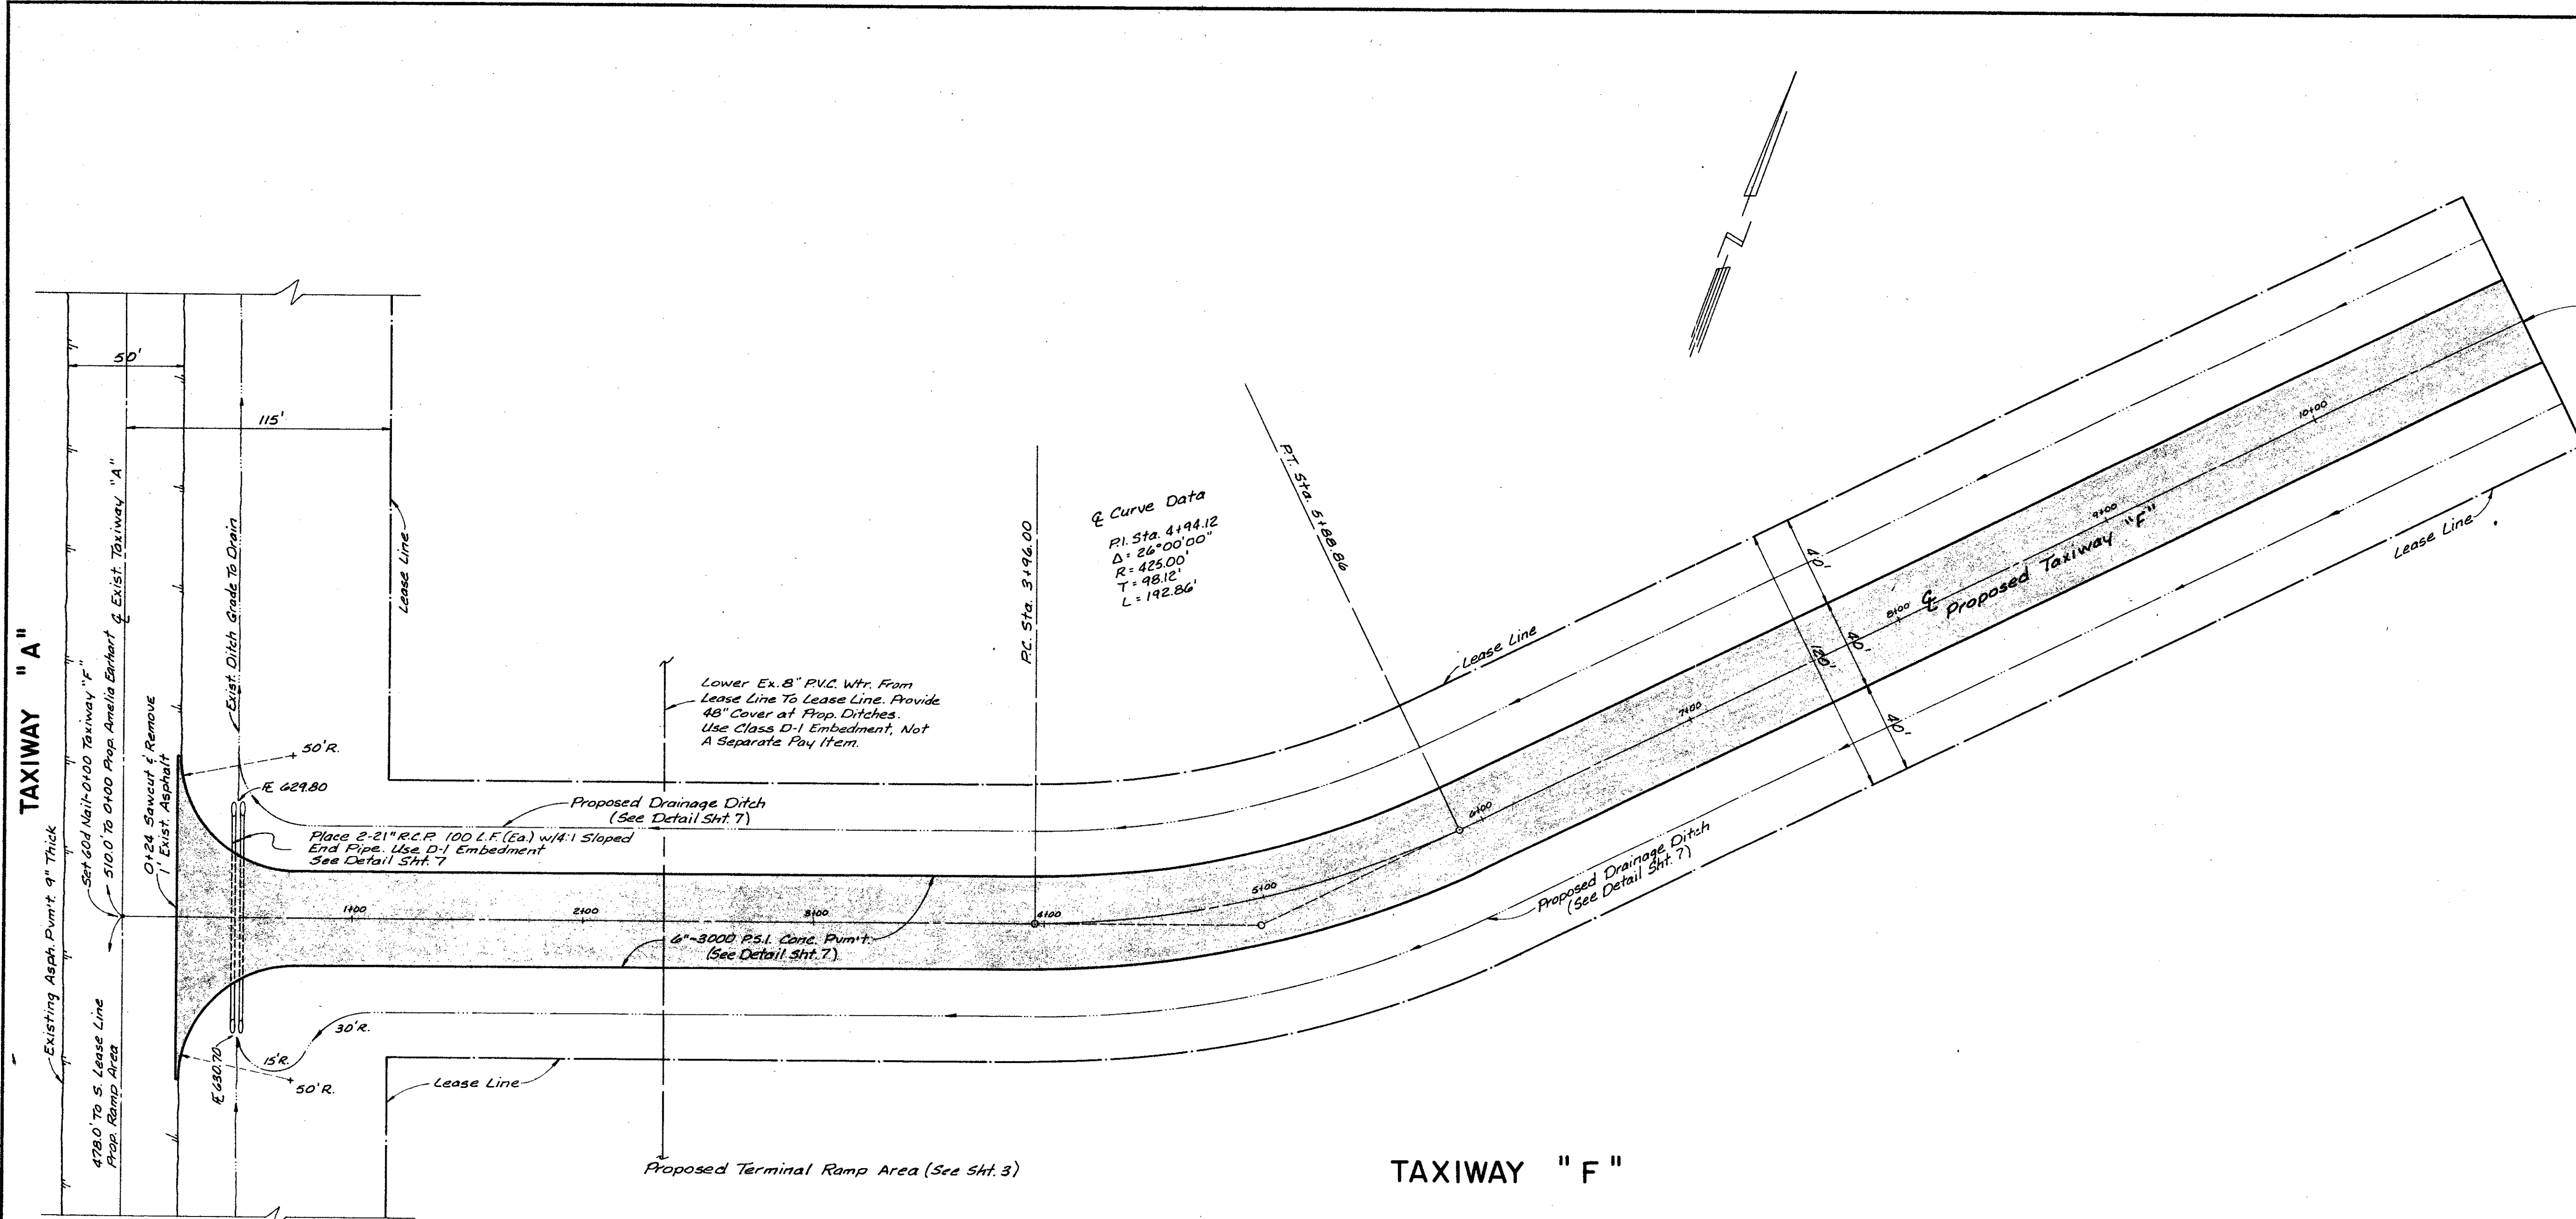 TAXIWAY "A"
Existing Asph. Pvm't. 9" Thick
Set 60d Nail-0+00 Taxiway "F"
510.0' To 0+00 Prop. Amelia Earhart
℄ Exist. Taxiway "A"
478.0' To S. Lease Line
Prop. Ramp Area
0+24 Sawcut & Remove
1' Exist. Asphalt
50'
115'
Exist. Ditch Grade To Drain
Lease Line
50'R.
F℄ 629.80
Proposed Drainage Ditch
(See Detail Sht. 7)
Place 2-21" R.C.P. 100 L.F. (Ea.) w/4:1 Sloped
End Pipe. Use D-1 Embedment
See Detail Sht. 7
Lower Ex. 8" P.V.C. Wtr. From
Lease Line To Lease Line. Provide
48" Cover at Prop. Ditches.
Use Class D-1 Embedment, Not
A Separate Pay Item.
P.C. Sta. 3+96.00
℄ Curve Data
P.I. Sta. 4+94.12
Δ = 26°00'00"
R = 425.00'
T = 98.12'
L = 192.86'
P.T. Sta. 5+88.86
Lease Line
40'
40'
120'
40'
1+00
2+00
3+00
4+00
5+00
6+00
7+00
8+00
9+00
10+00
℄ Proposed Taxiway "F"
Lease Line
6"-3000 P.S.I. Conc. Pvm't.
(See Detail Sht. 7)
Proposed Drainage Ditch
(See Detail Sht. 7)
30'R.
15'R.
50'R.
F℄ 630.70
Lease Line
Proposed Terminal Ramp Area (See Sht. 3)
TAXIWAY "F"